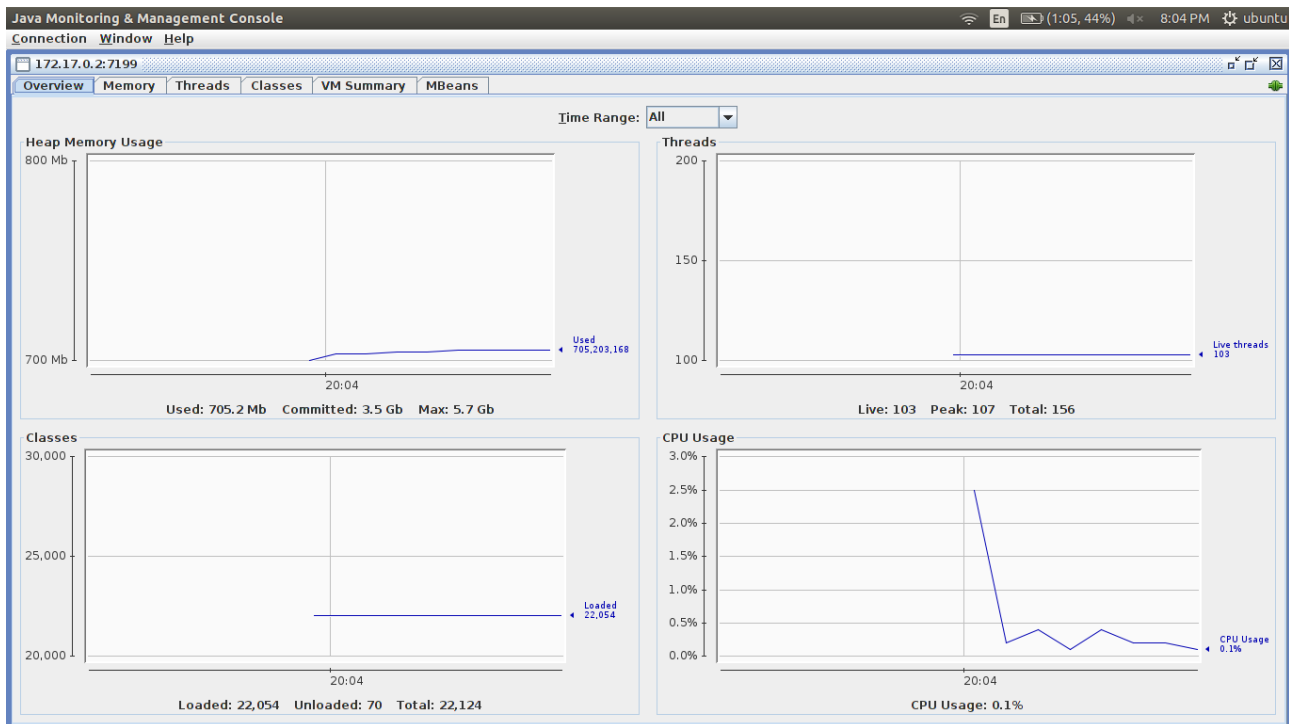 Java Monitoring & Management Console En (1:05, 44%) 8:04 PM ubuntu
Connection Window Help
172.17.0.2:7199
Overview Memory Threads Classes VM Summary MBeans
Time Range: All
Heap Memory Usage
800 Mb
700 Mb
Used
705,203,168
20:04
Used: 705.2 Mb Committed: 3.5 Gb Max: 5.7 Gb
Threads
200
150
100
Live threads
103
20:04
Live: 103 Peak: 107 Total: 156
Classes
30,000
25,000
20,000
Loaded
22,054
20:04
Loaded: 22,054 Unloaded: 70 Total: 22,124
CPU Usage
3.0%
2.5%
2.0%
1.5%
1.0%
0.5%
0.0%
CPU Usage
0.1%
20:04
CPU Usage: 0.1%